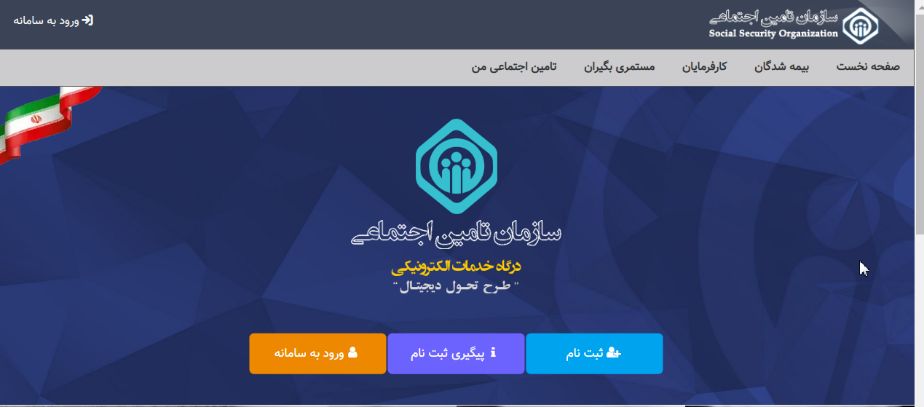 سازمان تأمین اجتماعی
Social Security Organization
ورود به سامانه
صفحه نخست
بیمه شدگان
کارفرمایان
مستمری بگیران
تامین اجتماعی من
سازمان تامین اجتماعی
درگاه خدمات الکترونیکی
" طرح تحول دیجیتال "
ثبت نام
پیگیری ثبت نام
ورود به سامانه